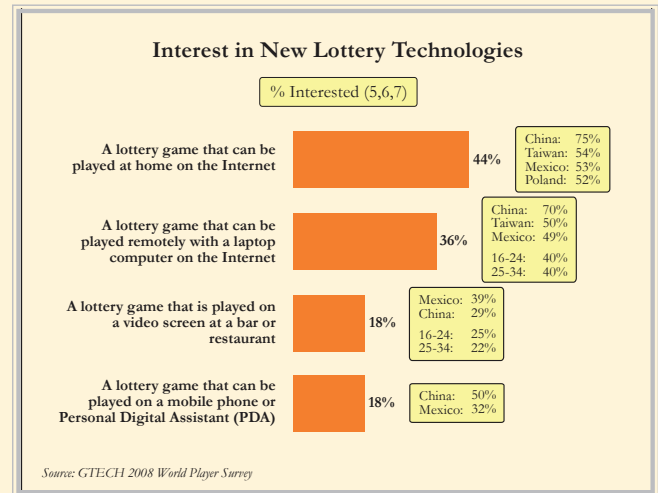 Interest in New Lottery Technologies
% Interested (5,6,7)
A lottery game that can be
played at home on the Internet
44%
China: 75%
Taiwan: 54%
Mexico: 53%
Poland: 52%
A lottery game that can be
played remotely with a laptop
computer on the Internet
36%
China: 70%
Taiwan: 50%
Mexico: 49%
16-24: 40%
25-34: 40%
A lottery game that is played on
a video screen at a bar or
restaurant
18%
Mexico: 39%
China: 29%
16-24: 25%
25-34: 22%
A lottery game that can be
played on a mobile phone or
Personal Digital Assistant (PDA)
18%
China: 50%
Mexico: 32%
Source: GTECH 2008 World Player Survey